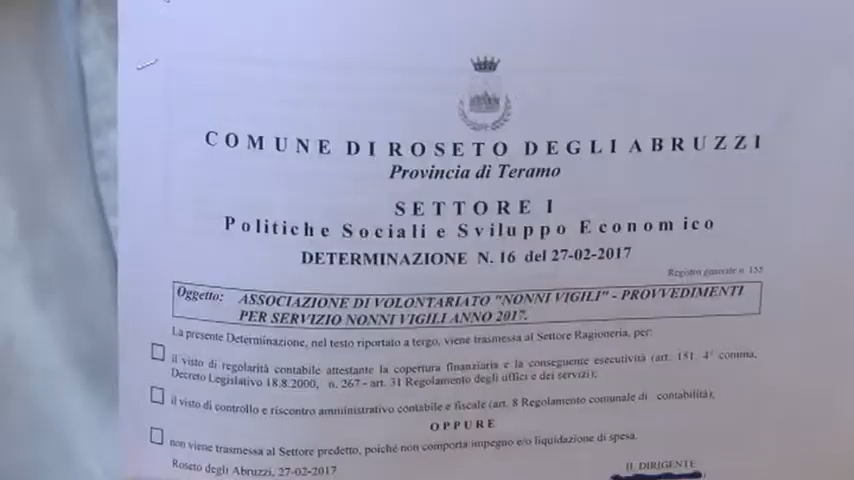 COMUNE DI ROSETO DEGLI ABRUZZI
Provincia di Teramo
SETTORE I
Politiche Sociali e Sviluppo Economico
DETERMINAZIONE N. 16 del 27-02-2017
Registro generale n. 155
Oggetto: ASSOCIAZIONE DI VOLONTARIATO "NONNI VIGILI" - PROVVEDIMENTI
PER SERVIZIO NONNI VIGILI ANNO 2017.
La presente Determinazione, nel testo riportato a tergo, viene trasmessa al Settore Ragioneria, per:
il visto di regolarità contabile attestante la copertura finanziaria e la conseguente esecutività (art. 151, 4° comma,
Decreto Legislativo 18.8.2000, n. 267 - art. 31 Regolamento degli uffici e dei servizi);
il visto di controllo e riscontro amministrativo contabile e fiscale (art. 8 Regolamento comunale di contabilità);
OPPURE
non viene trasmessa al Settore predetto, poiché non comporta impegno e/o liquidazione di spesa.
Roseto degli Abruzzi, 27-02-2017
IL DIRIGENTE